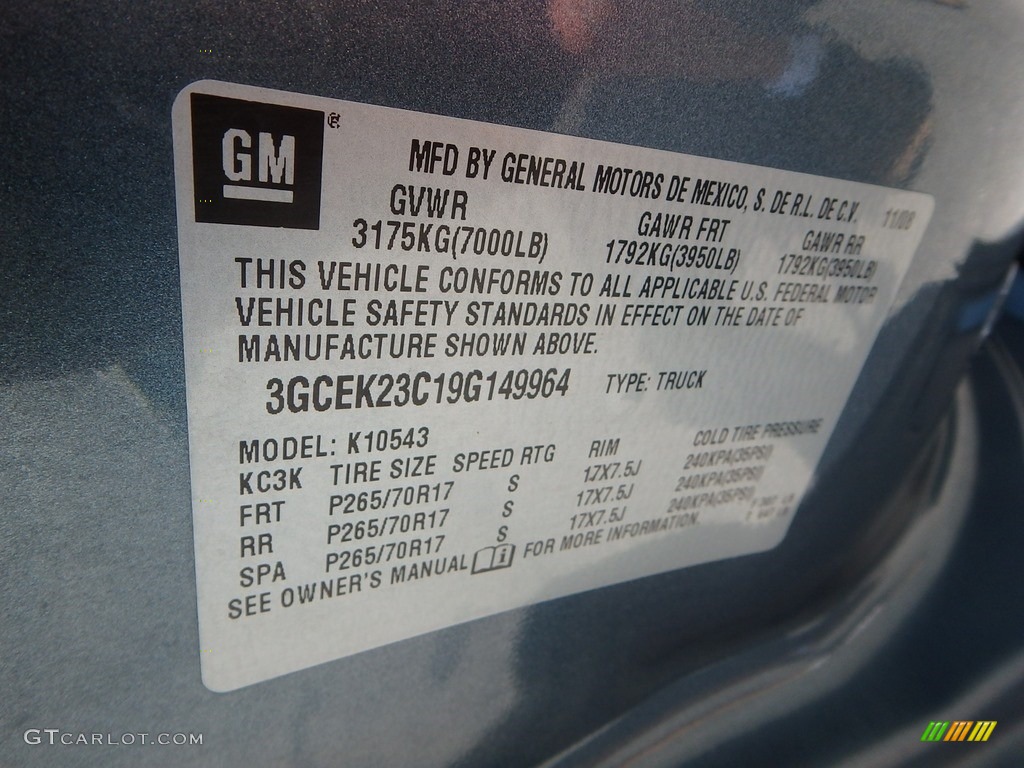 GM ®
MFD BY GENERAL MOTORS DE MEXICO, S. DE R.L. DE C.V. 11/08
GVWR GAWR FRT GAWR RR
3175KG(7000LB) 1792KG(3950LB) 1792KG(3950LB)
THIS VEHICLE CONFORMS TO ALL APPLICABLE U.S. FEDERAL MOTOR
VEHICLE SAFETY STANDARDS IN EFFECT ON THE DATE OF
MANUFACTURE SHOWN ABOVE.
3GCEK23C19G149964 TYPE: TRUCK
MODEL: K10543
KC3K TIRE SIZE SPEED RTG RIM COLD TIRE PRESSURE
FRT P265/70R17 S 17X7.5J 240KPA(35PSI)
RR P265/70R17 S 17X7.5J 240KPA(35PSI)
SPA P265/70R17 S 17X7.5J 240KPA(35PSI)
SEE OWNER'S MANUAL FOR MORE INFORMATION.
GTCARLOT.COM